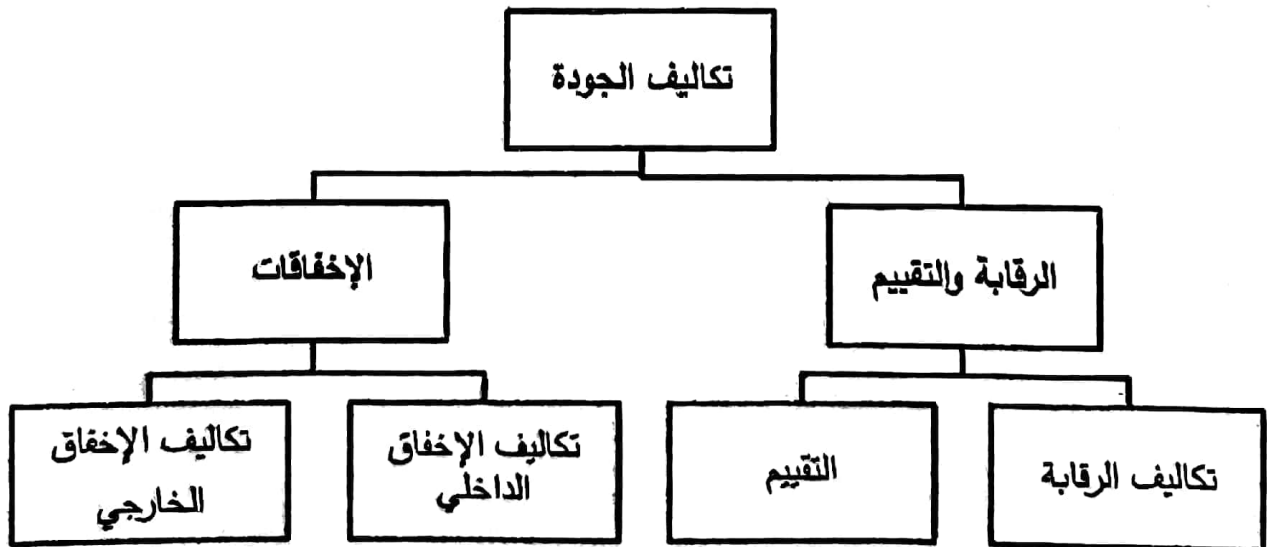 تكاليف الجودة
الرقابة والتقييم
الإخفاقات
تكاليف الرقابة
التقييم
تكاليف الإخفاق
الداخلي
تكاليف الإخفاق
الخارجي